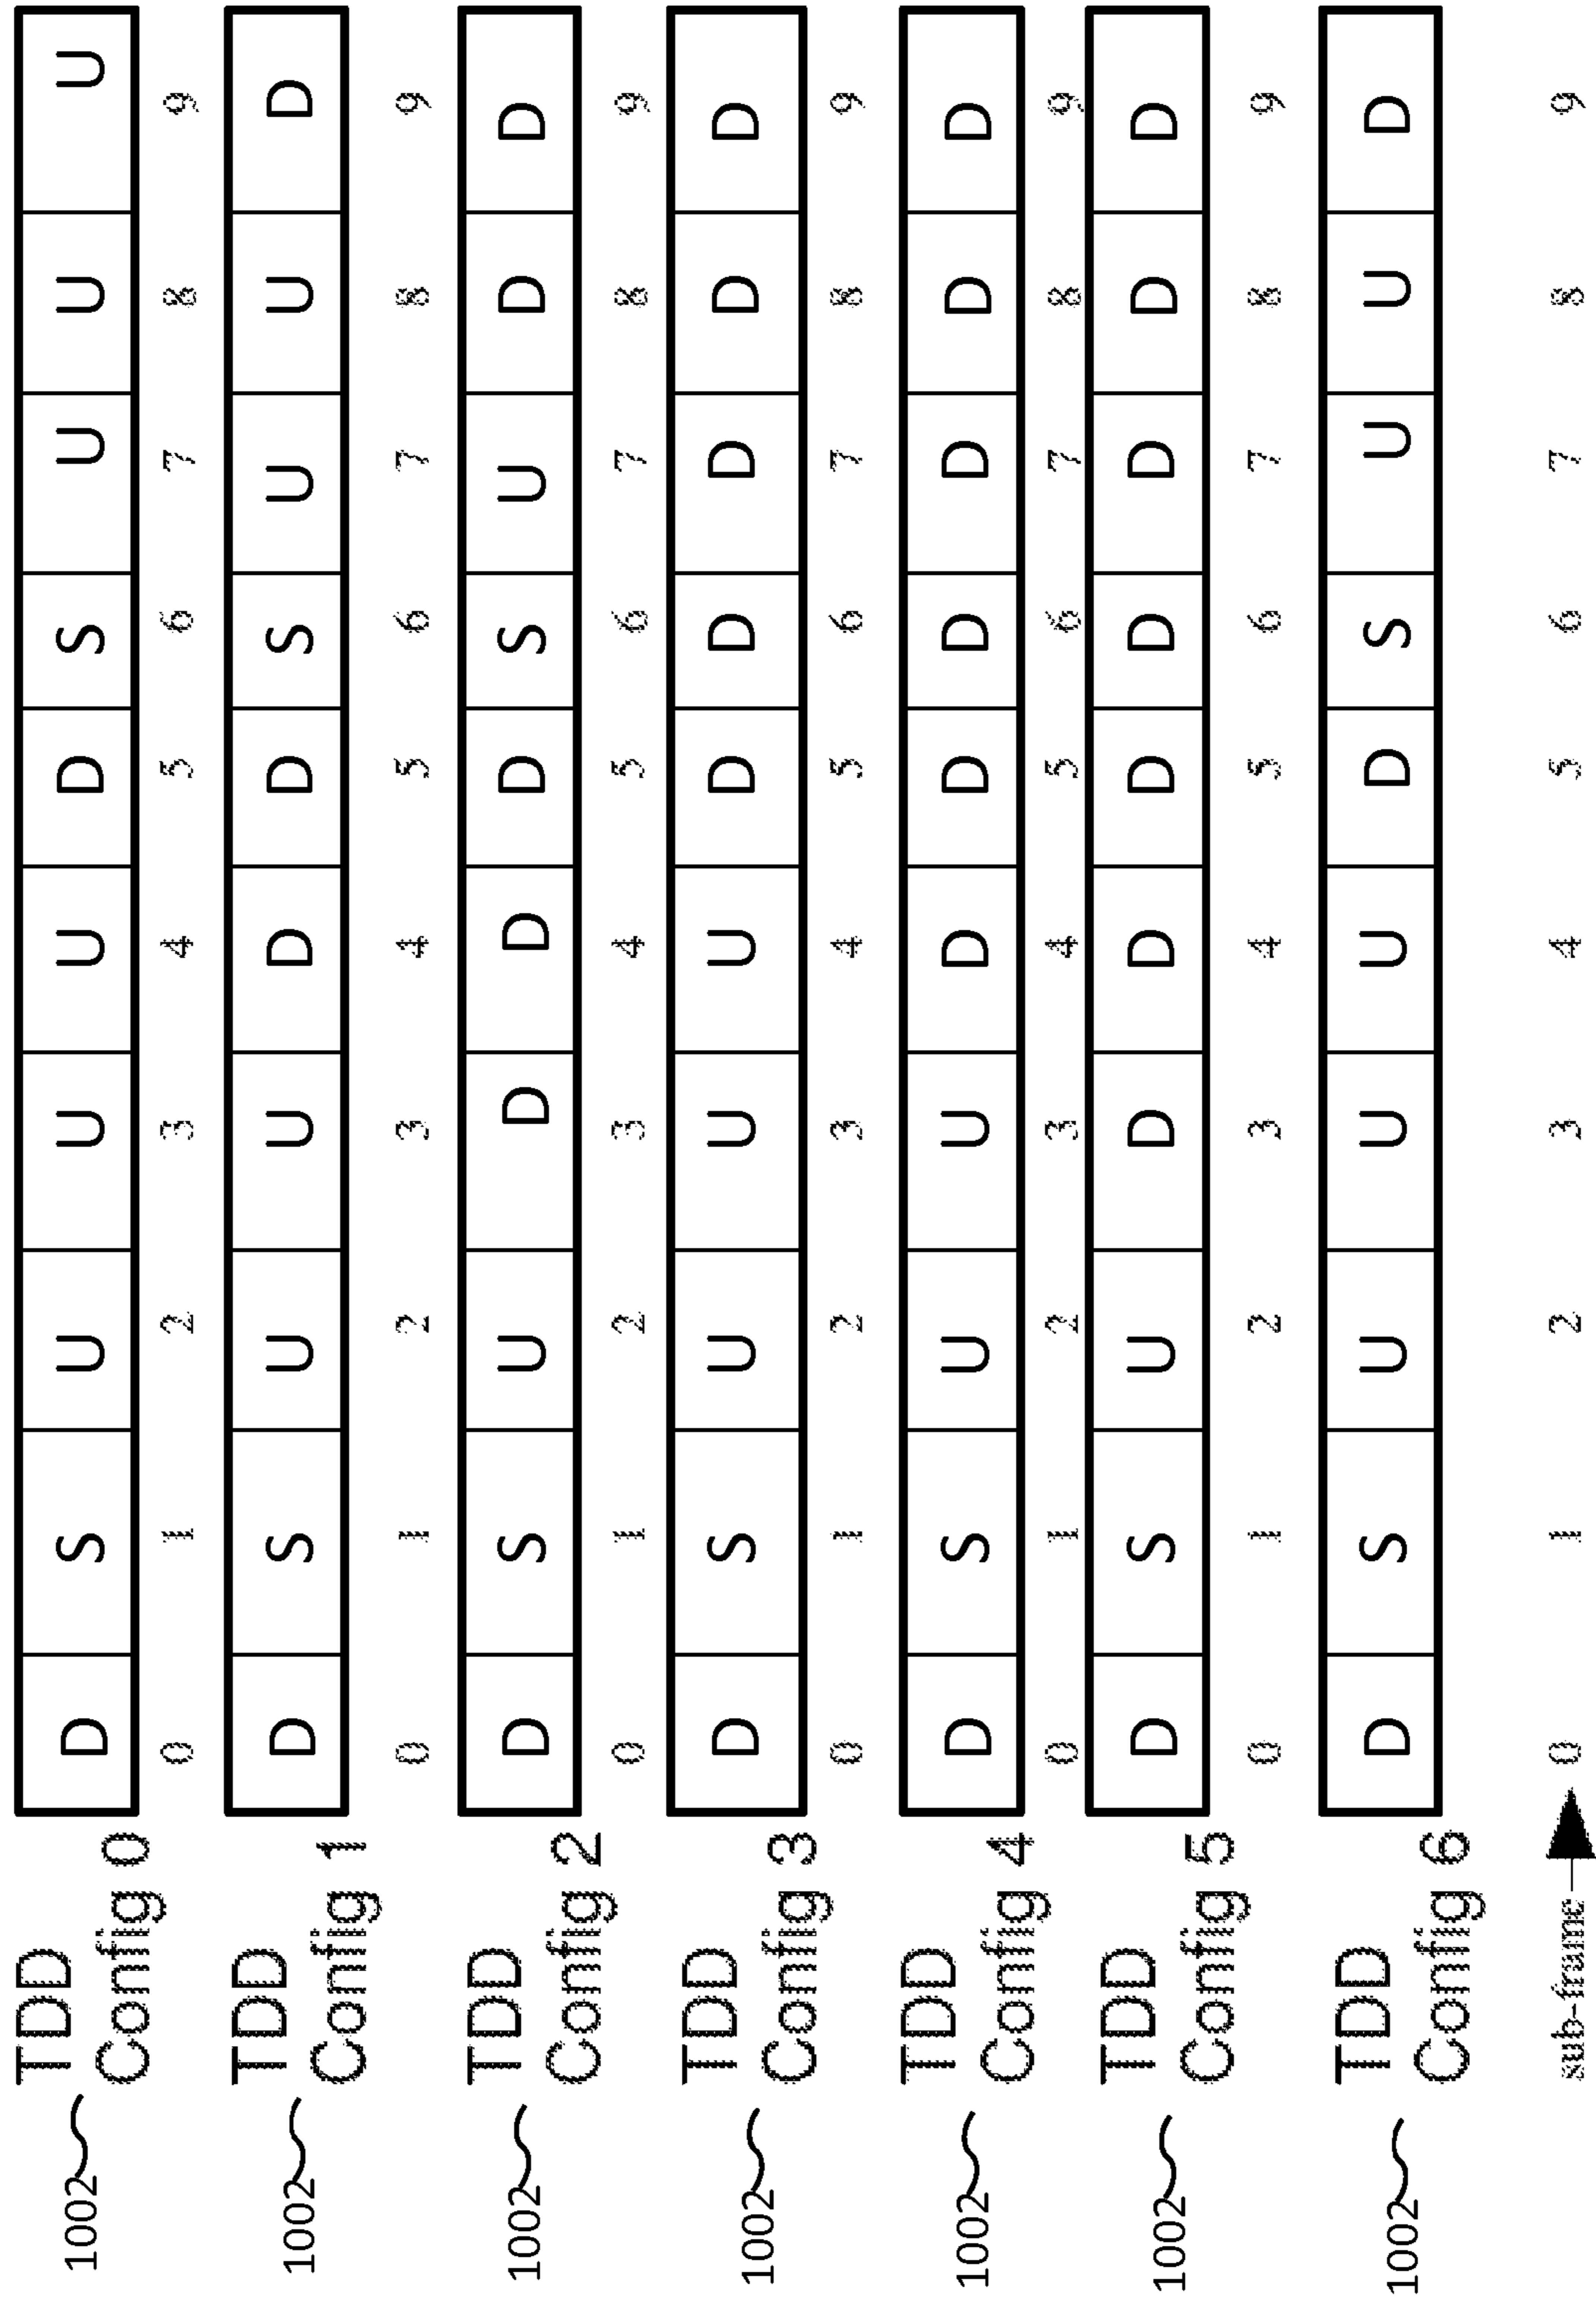 1002 TDD
Config 0
D S U U U D S U U U
0 1 2 3 4 5 6 7 8 9
1002 TDD
Config 1
D S U U D D S U U D
0 1 2 3 4 5 6 7 8 9
1002 TDD
Config 2
D S U D D D S U D D
0 1 2 3 4 5 6 7 8 9
1002 TDD
Config 3
D S U U U D D D D D
0 1 2 3 4 5 6 7 8 9
1002 TDD
Config 4
D S U U D D D D D D
0 1 2 3 4 5 6 7 8 9
1002 TDD
Config 5
D S U D D D D D D D
0 1 2 3 4 5 6 7 8 9
1002 TDD
Config 6
D S U U U D S U U D
sub-frame 0 1 2 3 4 5 6 7 8 9